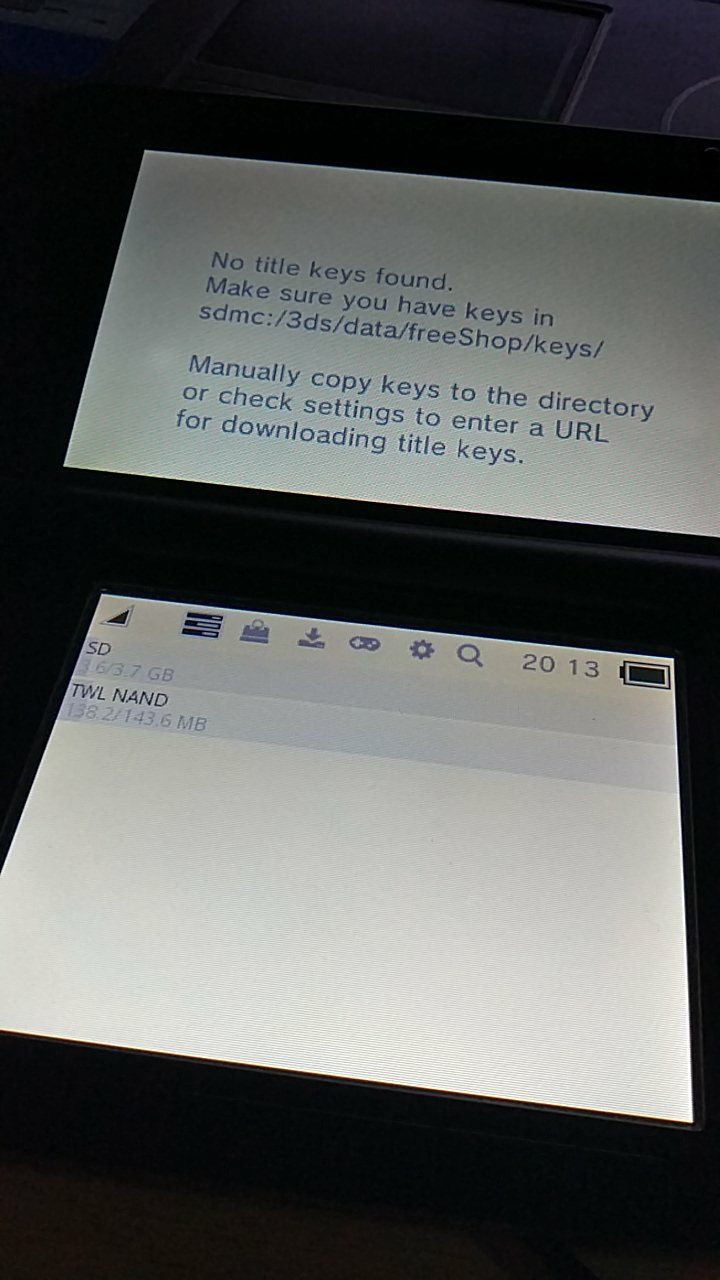 No title keys found.
Make sure you have keys in
sdmc:/3ds/data/freeShop/keys/
Manually copy keys to the directory
or check settings to enter a URL
for downloading title keys.
20 13
SD
3.6/3.7 GB
TWL NAND
138.2/143.6 MB